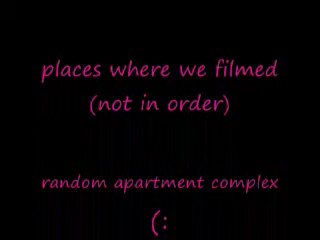 places where we filmed
(not in order)
random apartment complex
(: